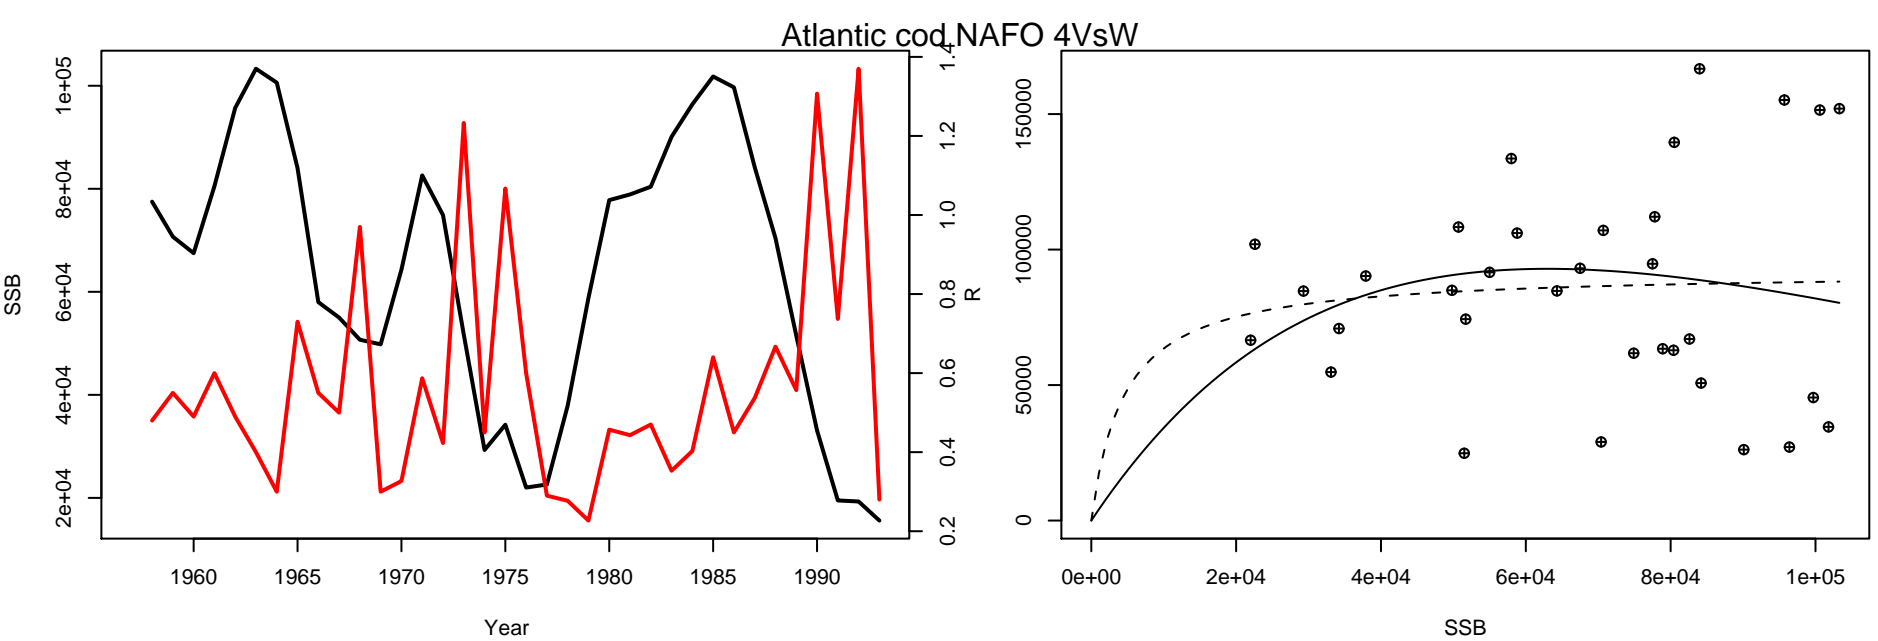 Atlantic cod NAFO 4VsW
SSB
2e+04 4e+04 6e+04 8e+04 1e+05
1960 1965 1970 1975 1980 1985 1990
Year
0.2 0.4 0.6 0.8 1.0 1.2 1.4
R
0 50000 100000 150000
0e+00 2e+04 4e+04 6e+04 8e+04 1e+05
SSB